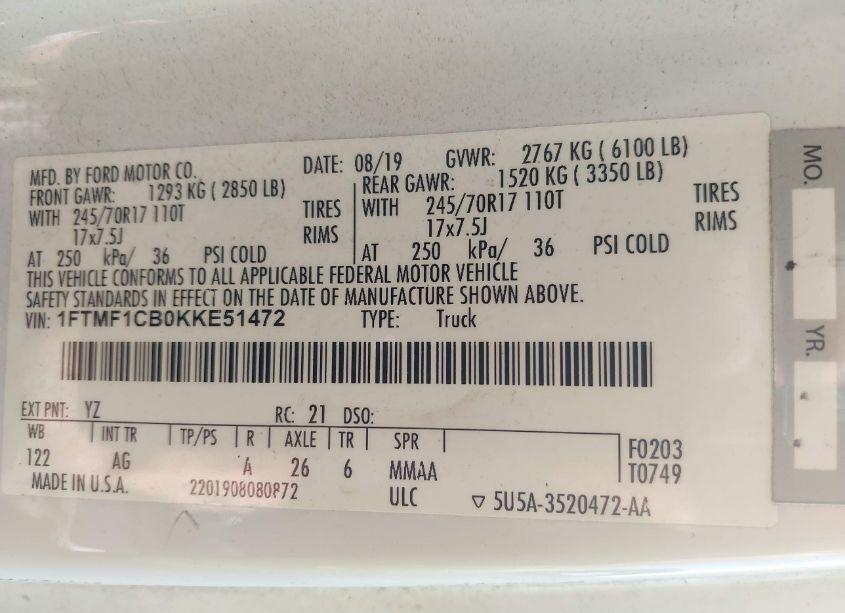 MFD. BY FORD MOTOR CO. DATE: 08/19 GVWR: 2767 KG ( 6100 LB)
FRONT GAWR: 1293 KG ( 2850 LB) REAR GAWR: 1520 KG ( 3350 LB)
WITH 245/70R17 110T TIRES WITH 245/70R17 110T TIRES
17x7.5J RIMS 17x7.5J RIMS
AT 250 kPa/ 36 PSI COLD AT 250 kPa/ 36 PSI COLD
THIS VEHICLE CONFORMS TO ALL APPLICABLE FEDERAL MOTOR VEHICLE
SAFETY STANDARDS IN EFFECT ON THE DATE OF MANUFACTURE SHOWN ABOVE.
VIN: 1FTMF1CB0KKE51472 TYPE: Truck
EXT PNT: YZ RC: 21 DSO:
WB INT TR TP/PS R AXLE TR SPR F0203
122 AG A 26 6 MMAA T0749
MADE IN U.S.A. 2201908080872 ULC ▽ 5U5A-3520472-AA
MO.
YR.